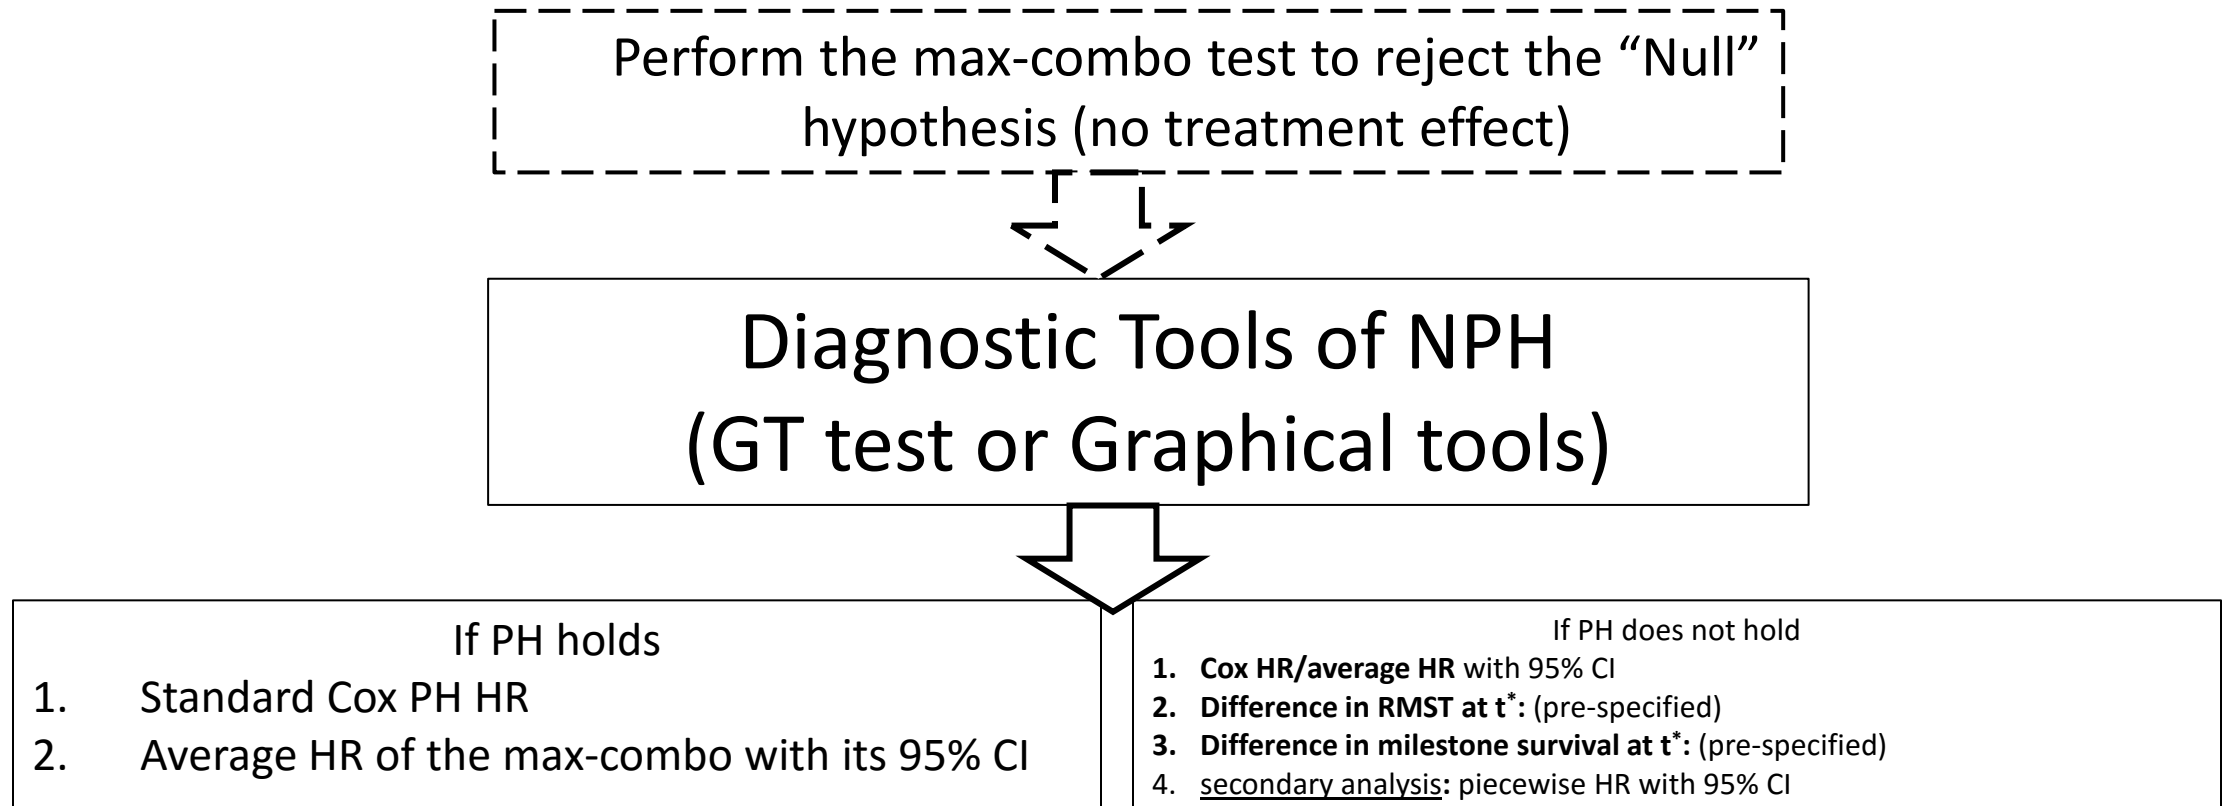 Perform the max-combo test to reject the “Null”
hypothesis (no treatment effect)
Diagnostic Tools of NPH
(GT test or Graphical tools)
If PH holds
1. Standard Cox PH HR
2. Average HR of the max-combo with its 95% CI
If PH does not hold
1. Cox HR/average HR with 95% CI
2. Difference in RMST at t*: (pre-specified)
3. Difference in milestone survival at t*: (pre-specified)
4. secondary analysis: piecewise HR with 95% CI